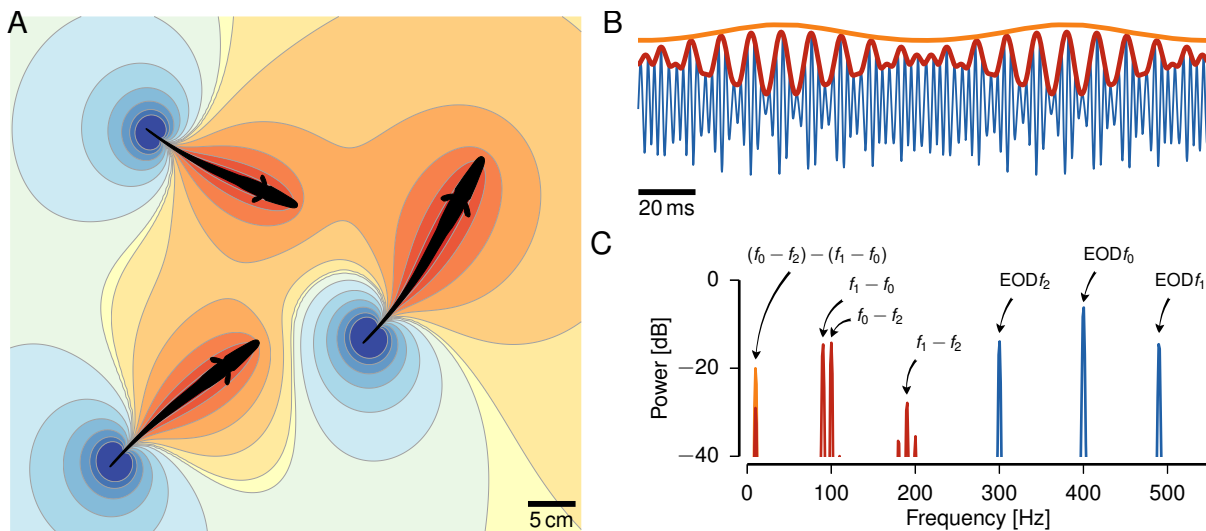 A
5 cm
B
20 ms
C
(f₀ − f₂) − (f₁ − f₀)
f₁ − f₀
f₀ − f₂
f₁ − f₂
EODf₂
EODf₀
EODf₁
Power [dB]
0
−20
−40
0 100 200 300 400 500
Frequency [Hz]